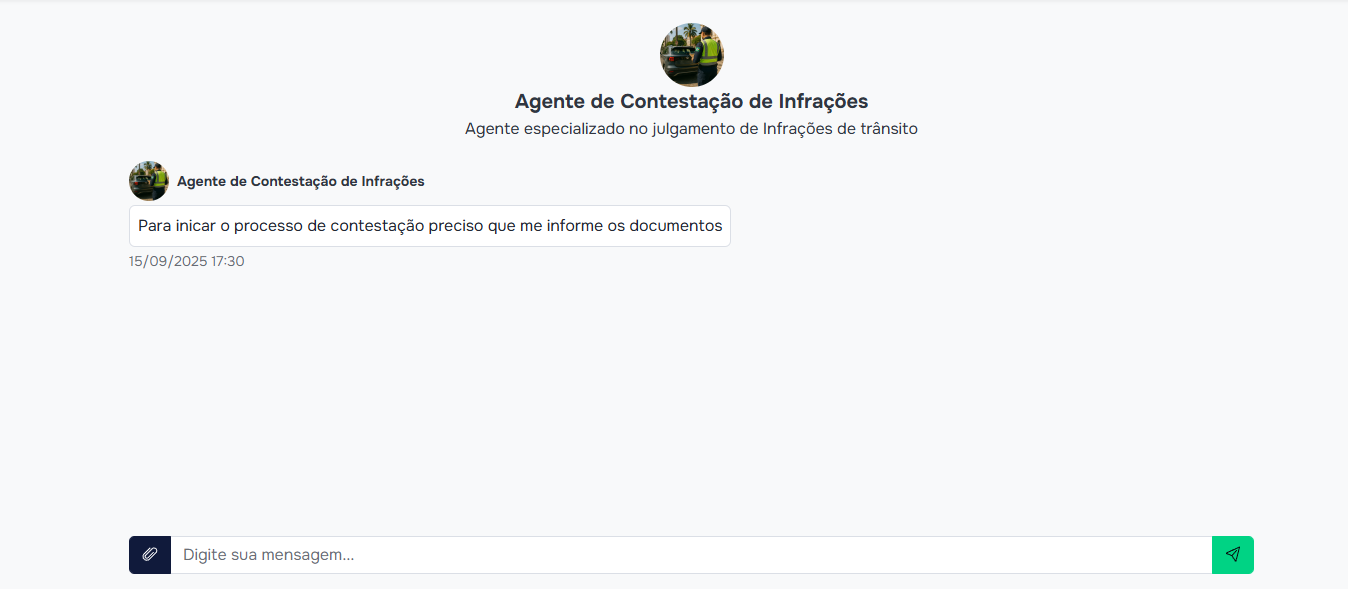 Agente de Contestação de Infrações
Agente especializado no julgamento de Infrações de trânsito
Agente de Contestação de Infrações
Para inicar o processo de contestação preciso que me informe os documentos
15/09/2025 17:30
Digite sua mensagem...